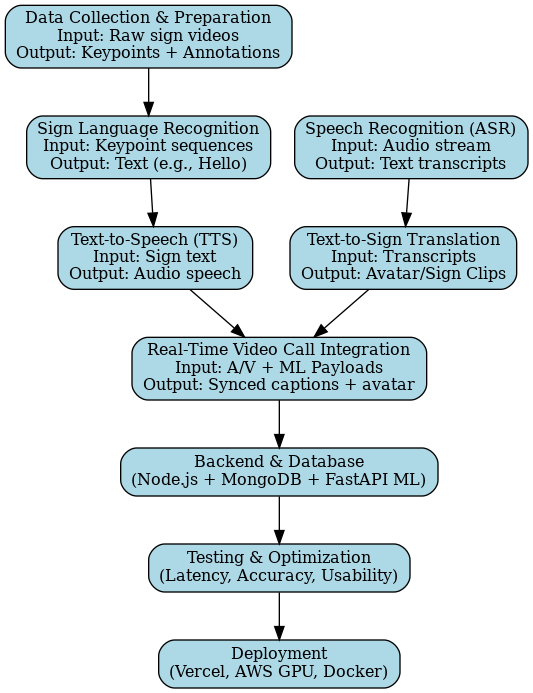 Data Collection & Preparation
Input: Raw sign videos
Output: Keypoints + Annotations
Sign Language Recognition
Input: Keypoint sequences
Output: Text (e.g., Hello)
Speech Recognition (ASR)
Input: Audio stream
Output: Text transcripts
Text-to-Speech (TTS)
Input: Sign text
Output: Audio speech
Text-to-Sign Translation
Input: Transcripts
Output: Avatar/Sign Clips
Real-Time Video Call Integration
Input: A/V + ML Payloads
Output: Synced captions + avatar
Backend & Database
(Node.js + MongoDB + FastAPI ML)
Testing & Optimization
(Latency, Accuracy, Usability)
Deployment
(Vercel, AWS GPU, Docker)